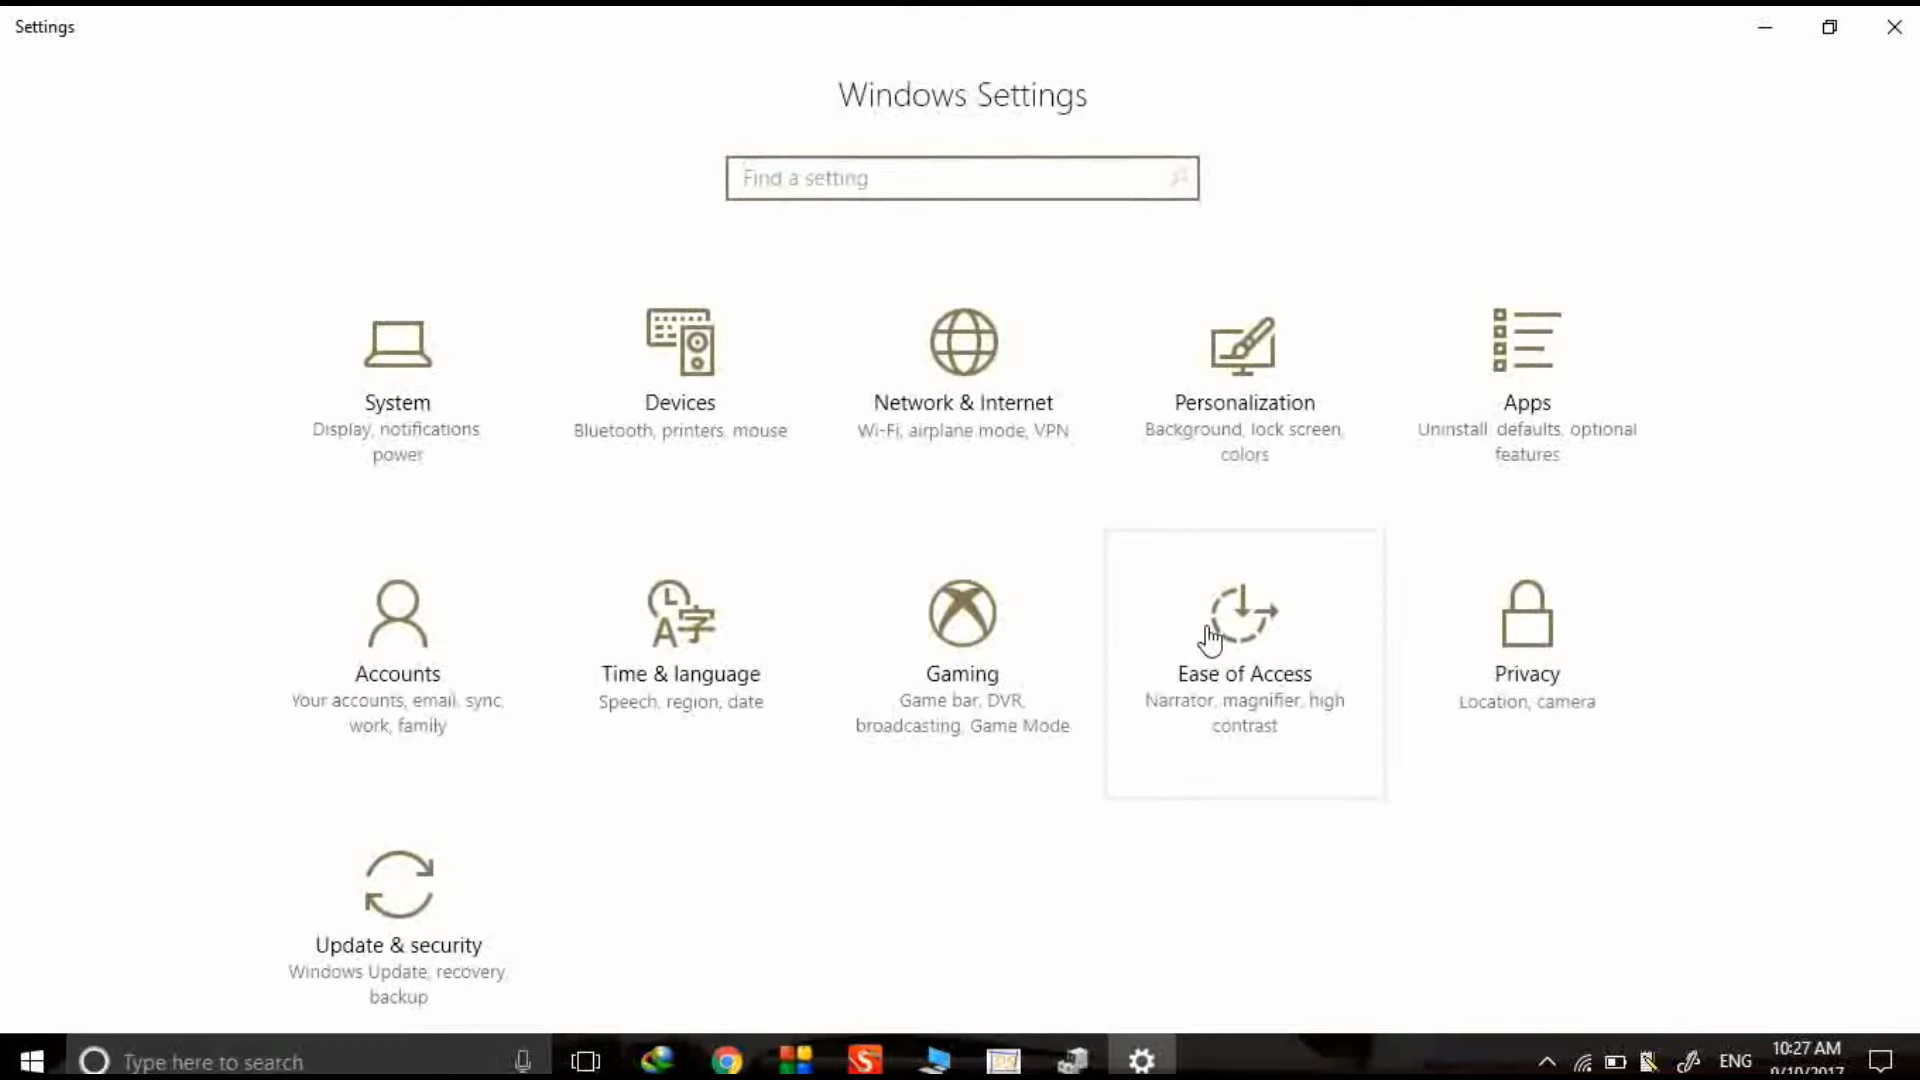 Settings
Windows Settings
Find a setting
System
Display, notifications
power
Devices
Bluetooth, printers, mouse
Network & Internet
Wi-Fi, airplane mode, VPN
Personalization
Background, lock screen,
colors
Apps
Uninstall, defaults, optional
features
Accounts
Your accounts, email, sync,
work, family
Time & language
Speech, region, date
Gaming
Game bar, DVR,
broadcasting, Game Mode
Ease of Access
Narrator, magnifier, high
contrast
Privacy
Location, camera
Update & security
Windows Update, recovery,
backup
Type here to search
ENG
10:27 AM
9/10/2017